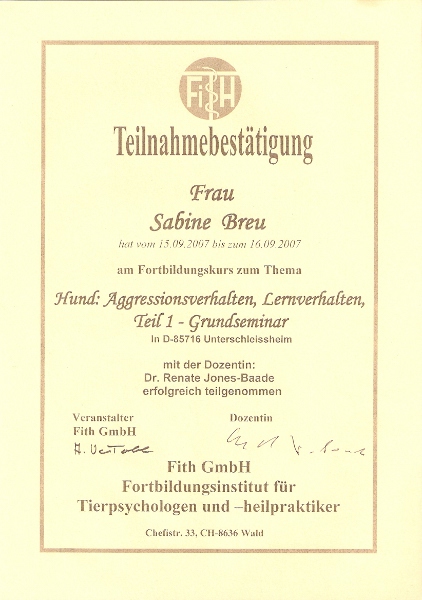 FiTH
Teilnahmebestätigung
Frau
Sabine Breu
hat vom 15.09.2007 bis zum 16.09.2007
am Fortbildungskurs zum Thema
Hund: Aggressionsverhalten, Lernverhalten,
Teil 1 - Grundseminar
In D-85716 Unterschleissheim
mit der Dozentin:
Dr. Renate Jones-Baade
erfolgreich teilgenommen
Veranstalter Dozentin
Fith GmbH
Fith GmbH
Fortbildungsinstitut für
Tierpsychologen und –heilpraktiker
Chefistr. 33, CH-8636 Wald